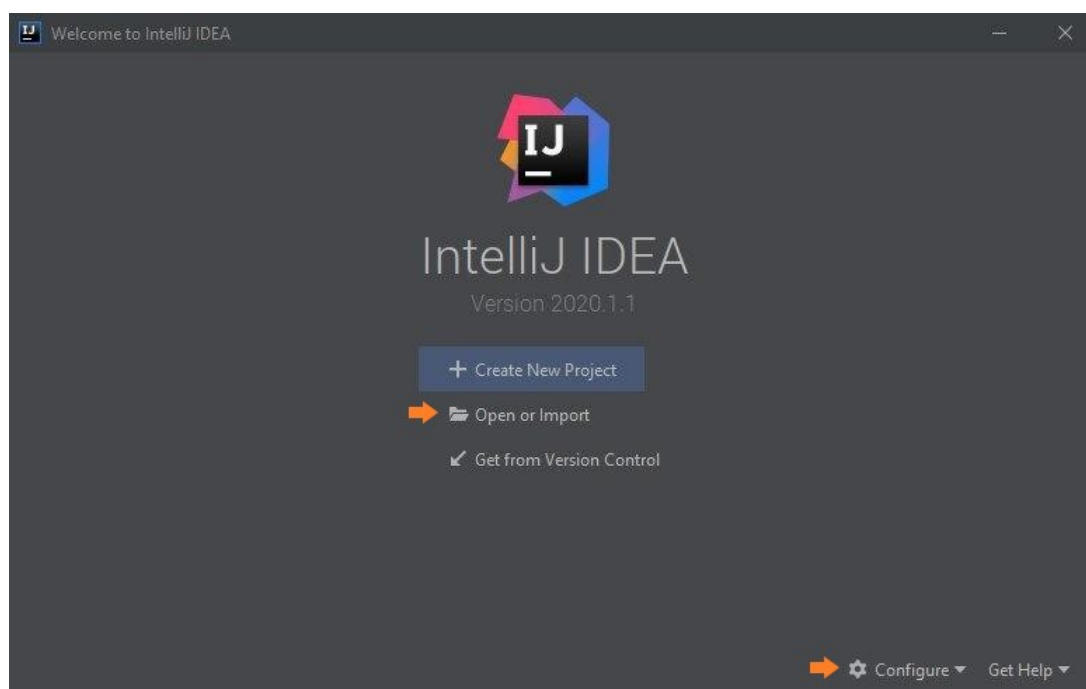 Welcome to IntelliJ IDEA
IJ
IntelliJ IDEA
Version 2020.1.1
Create New Project
Open or Import
Get from Version Control
Configure Get Help